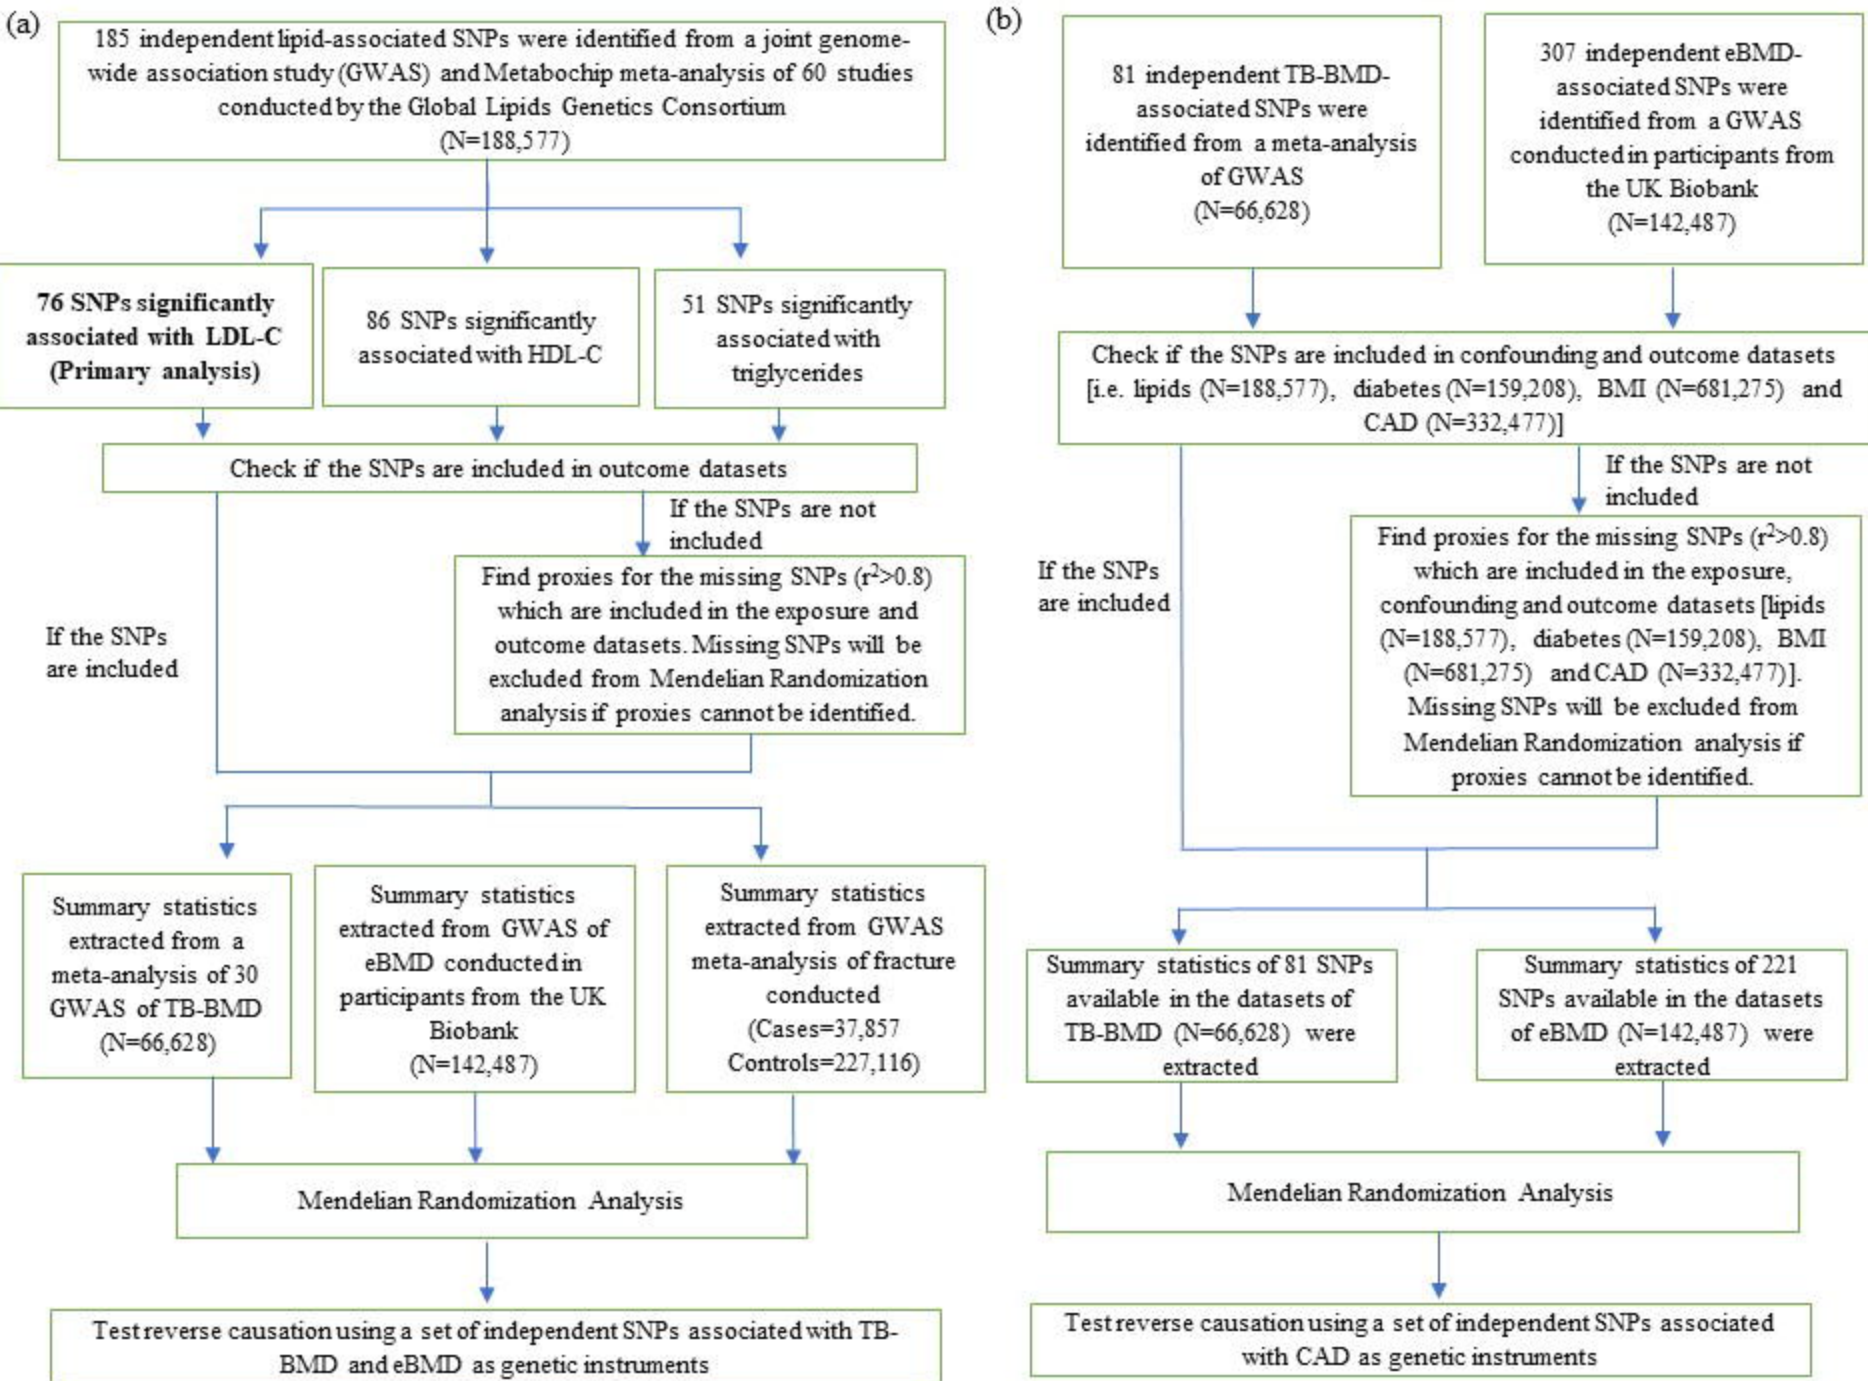 (a)
185 independent lipid-associated SNPs were identified from a joint genome-
wide association study (GWAS) and Metabochip meta-analysis of 60 studies
conducted by the Global Lipids Genetics Consortium
(N=188,577)
76 SNPs significantly
associated with LDL-C
(Primary analysis)
86 SNPs significantly
associated with HDL-C
51 SNPs significantly
associated with
triglycerides
Check if the SNPs are included in outcome datasets
If the SNPs are not
included
If the SNPs
are included
Find proxies for the missing SNPs (r²>0.8)
which are included in the exposure and
outcome datasets. Missing SNPs will be
excluded from Mendelian Randomization
analysis if proxies cannot be identified.
Summary statistics
extracted from a
meta-analysis of 30
GWAS of TB-BMD
(N=66,628)
Summary statistics
extracted from GWAS of
eBMD conducted in
participants from the UK
Biobank
(N=142,487)
Summary statistics
extracted from GWAS
meta-analysis of fracture
conducted
(Cases=37,857
Controls=227,116)
Mendelian Randomization Analysis
Test reverse causation using a set of independent SNPs associated with TB-
BMD and eBMD as genetic instruments
(b)
81 independent TB-BMD-
associated SNPs were
identified from a meta-analysis
of GWAS
(N=66,628)
307 independent eBMD-
associated SNPs were
identified from a GWAS
conducted in participants from
the UK Biobank
(N=142,487)
Check if the SNPs are included in confounding and outcome datasets
[i.e. lipids (N=188,577), diabetes (N=159,208), BMI (N=681,275) and
CAD (N=332,477)]
If the SNPs are not
included
If the SNPs
are included
Find proxies for the missing SNPs (r²>0.8)
which are included in the exposure,
confounding and outcome datasets [lipids
(N=188,577), diabetes (N=159,208), BMI
(N=681,275) and CAD (N=332,477)].
Missing SNPs will be excluded from
Mendelian Randomization analysis if
proxies cannot be identified.
Summary statistics of 81 SNPs
available in the datasets of
TB-BMD (N=66,628) were
extracted
Summary statistics of 221
SNPs available in the datasets
of eBMD (N=142,487) were
extracted
Mendelian Randomization Analysis
Test reverse causation using a set of independent SNPs associated
with CAD as genetic instruments